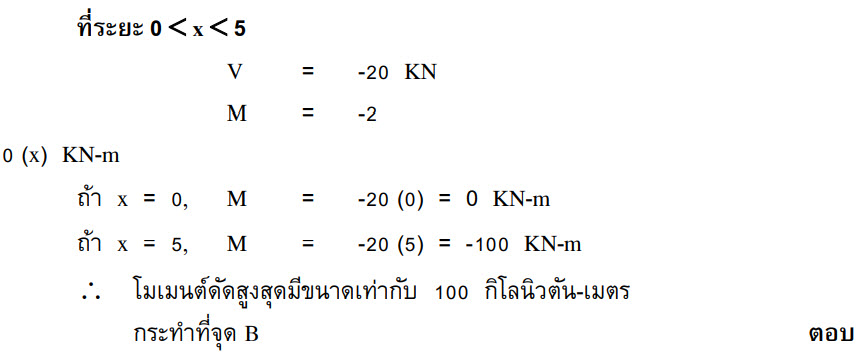 ที่ระยะ 0 < x < 5
V = -20 KN
M = -2
0 (x) KN-m
ถ้า x = 0, M = -20 (0) = 0 KN-m
ถ้า x = 5, M = -20 (5) = -100 KN-m
∴ โมเมนต์ดัดสูงสุดมีขนาดเท่ากับ 100 กิโลนิวตัน-เมตร
กระทำที่จุด B ตอบ